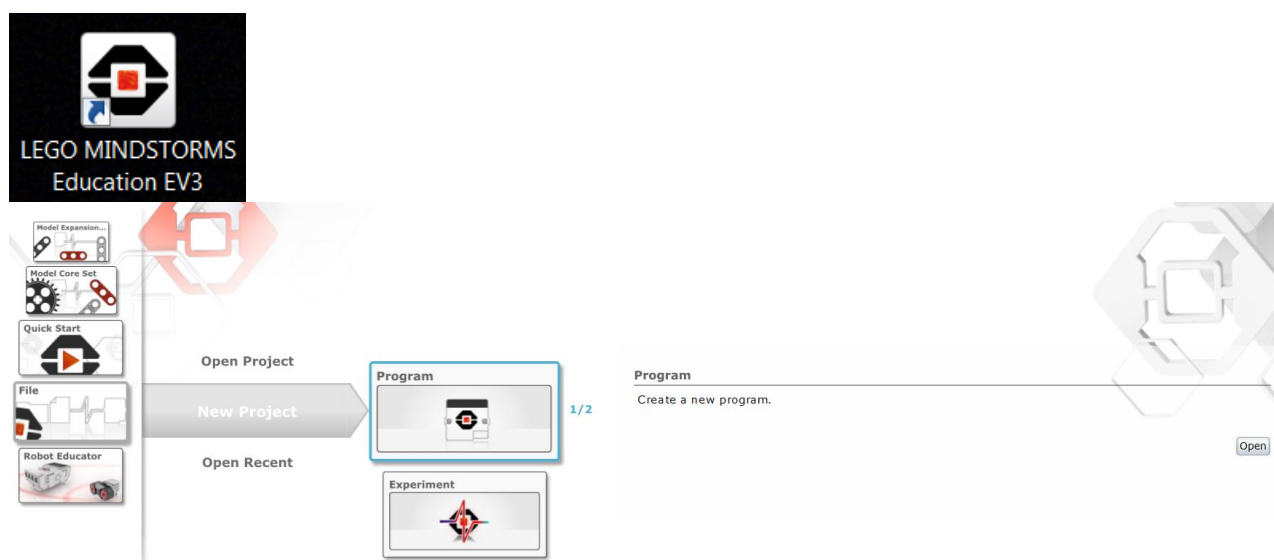 LEGO MINDSTORMS
Education EV3
Model Expansion...
Model Core Set
Quick Start
File
Robot Educator
Open Project
New Project
Open Recent
Program
1/2
Experiment
Program
Create a new program.
Open